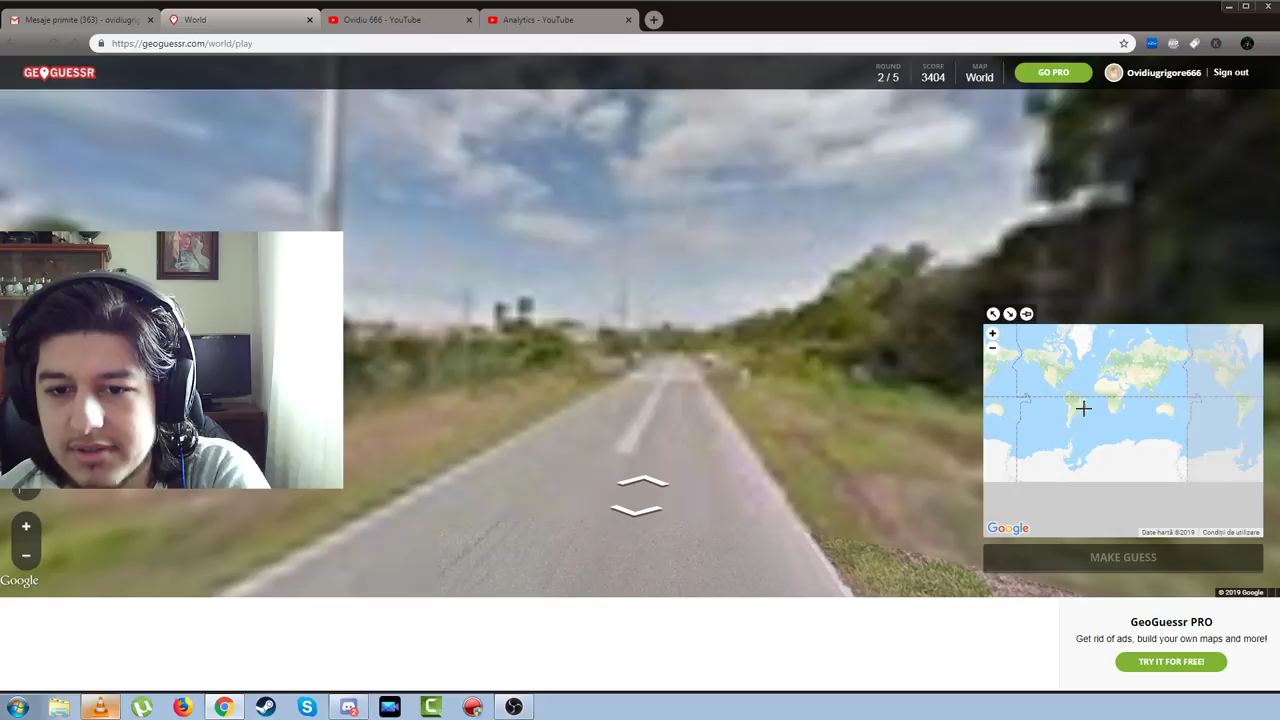 Mesaje primite (363) - ovidiugrig
World
Ovidiu 666 - YouTube
Analytics - YouTube
https://geoguessr.com/world/play
GEOGUESSR
ROUND
2 / 5
SCORE
3404
MAP
World
GO PRO
Ovidiugrigore666
Sign out
Google
Date hartă ©2019
Condiții de utilizare
MAKE GUESS
Google
© 2019 Google
GeoGuessr PRO
Get rid of ads, build your own maps and more!
TRY IT FOR FREE!